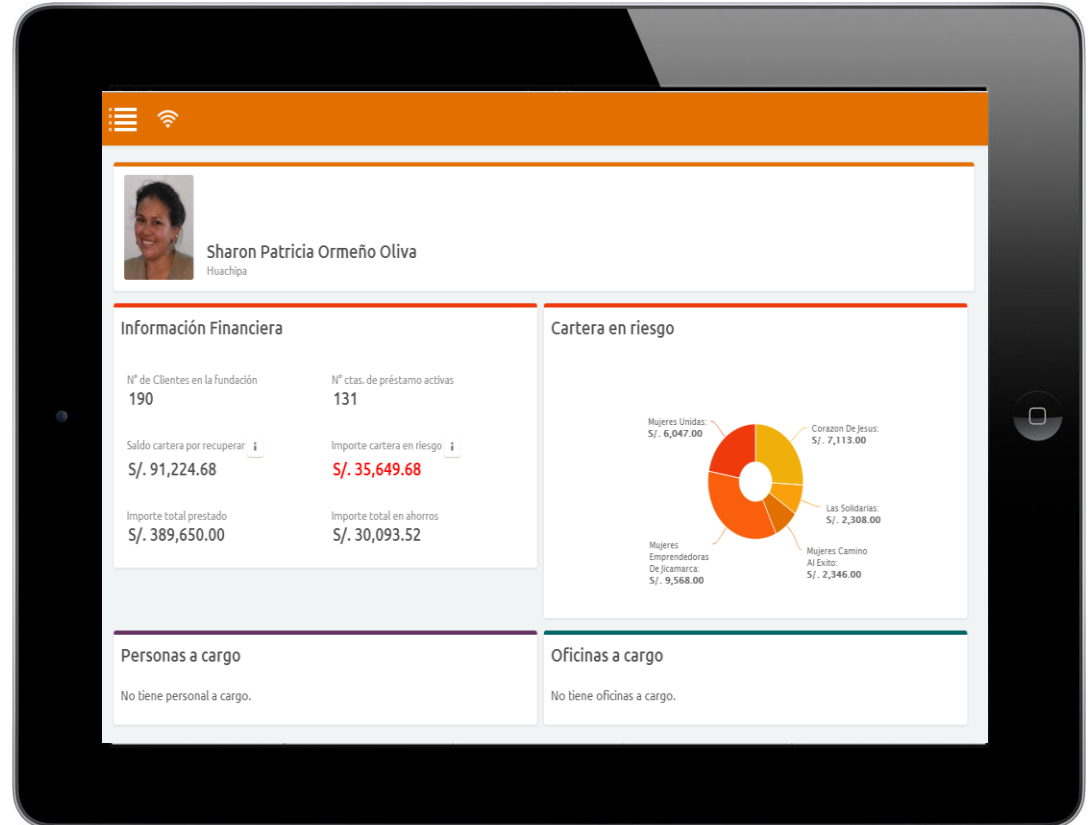 Sharon Patricia Ormeño Oliva
Huachipa
Información Financiera
N° de Clientes en la fundación
190
N° ctas. de préstamo activas
131
Saldo cartera por recuperar i
S/. 91,224.68
Importe cartera en riesgo i
S/. 35,649.68
Importe total prestado
S/. 389,650.00
Importe total en ahorros
S/. 30,093.52
Cartera en riesgo
Mujeres Unidas:
S/. 6,047.00
Corazon De Jesus:
S/. 7,113.00
Las Solidarias:
S/. 2,308.00
Mujeres Camino
Al Exito:
S/. 2,346.00
Mujeres
Emprendedoras
De Jicamarca:
S/. 9,568.00
Personas a cargo
No tiene personal a cargo.
Oficinas a cargo
No tiene oficinas a cargo.